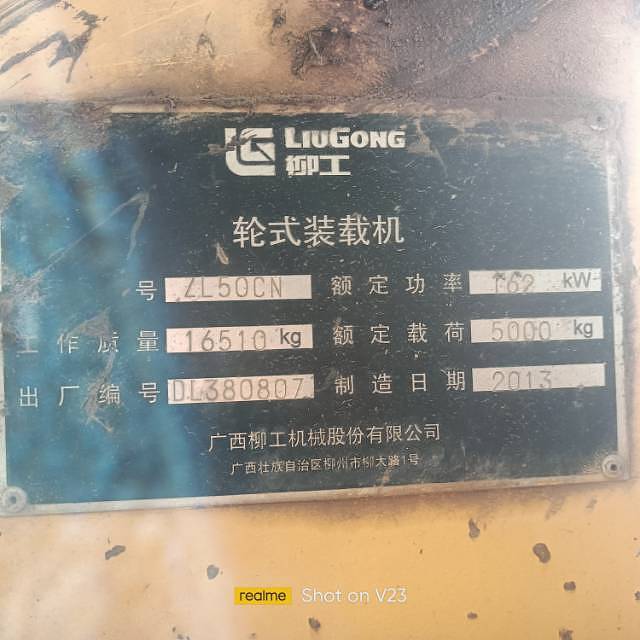 LIUGONG
柳工
轮式装载机
号 ZL50CN 额定功率 162 kW
工作质量 16510 kg 额定载荷 5000 kg
出厂编号 DL3808077 制造日期 2013
广西柳工机械股份有限公司
广西壮族自治区柳州市柳太路1号
realme Shot on V23